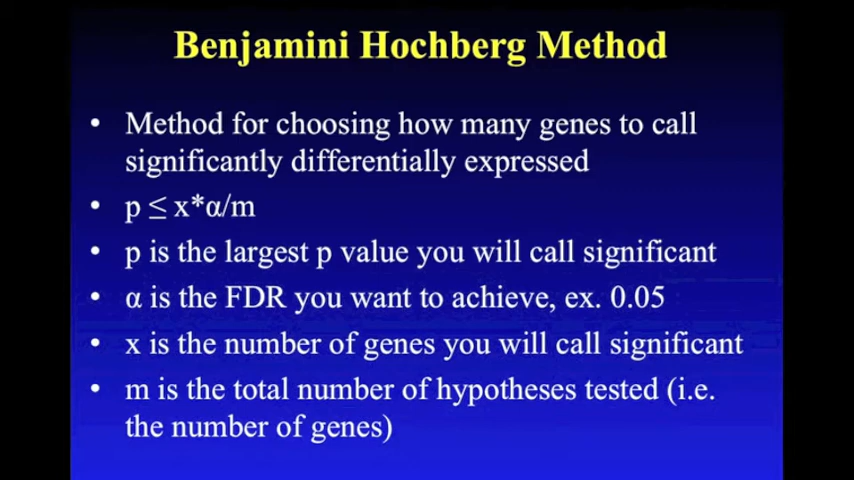 Benjamini Hochberg Method
• Method for choosing how many genes to call
significantly differentially expressed
• p ≤ x*α/m
• p is the largest p value you will call significant
• α is the FDR you want to achieve, ex. 0.05
• x is the number of genes you will call significant
• m is the total number of hypotheses tested (i.e.
the number of genes)